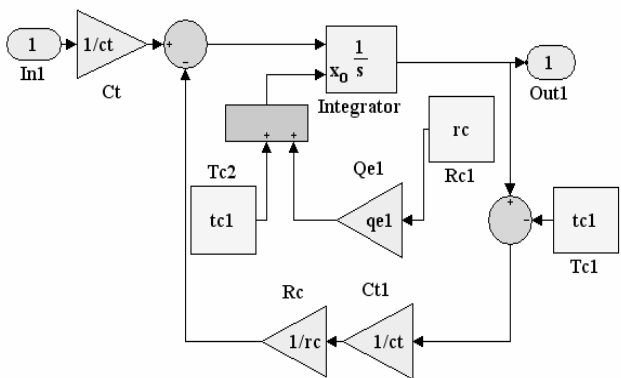 1
In1
1/ct
Ct
+
-
x₀ 1/s
Integrator
1
Out1
+ +
Tc2
tc1
Qe1
qe1
rc
Rc1
+
-
tc1
Tc1
Rc
1/rc
Ct1
1/ct